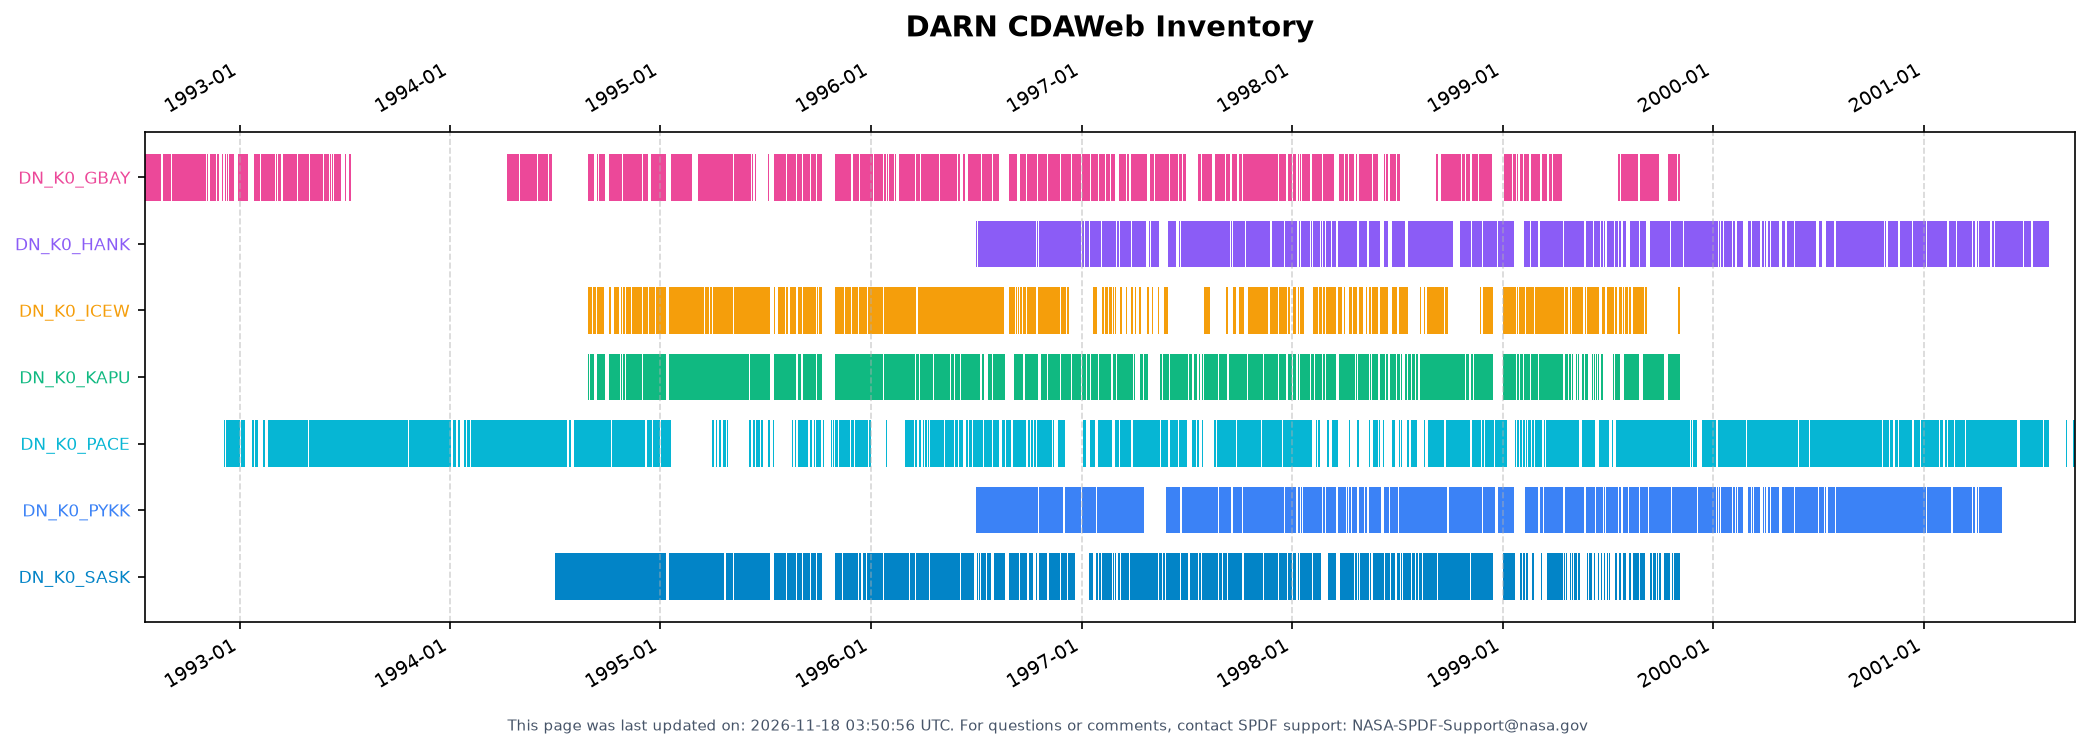 DARN CDAWeb Inventory
1993-01 1994-01 1995-01 1996-01 1997-01 1998-01 1999-01 2000-01 2001-01
DN_K0_GBAY
DN_K0_HANK
DN_K0_ICEW
DN_K0_KAPU
DN_K0_PACE
DN_K0_PYKK
DN_K0_SASK
1993-01 1994-01 1995-01 1996-01 1997-01 1998-01 1999-01 2000-01 2001-01
This page was last updated on: 2026-11-18 03:50:56 UTC. For questions or comments, contact SPDF support: NASA-SPDF-Support@nasa.gov